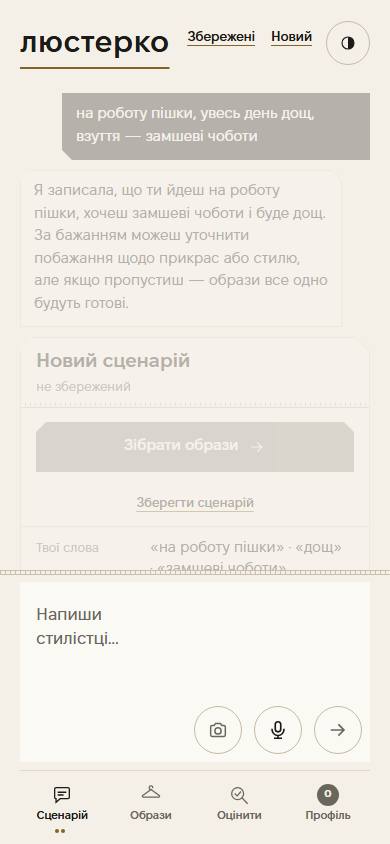 люстерко
Збережені Новий
на роботу пішки, увесь день дощ,
взуття — замшеві чоботи
Я записала, що ти йдеш на роботу
пішки, хочеш замшеві чоботи і буде дощ.
За бажанням можеш уточнити
побажання щодо прикрас або стилю,
але якщо пропустиш — образи все одно
будуть готові.
Новий сценарій
не збережений
Зібрати образи →
Зберегти сценарій
Твої слова «на роботу пішки» · «дощ»
· «замшеві чоботи»
Напиши
стилістці...
Сценарій Образи Оцінити О Профіль